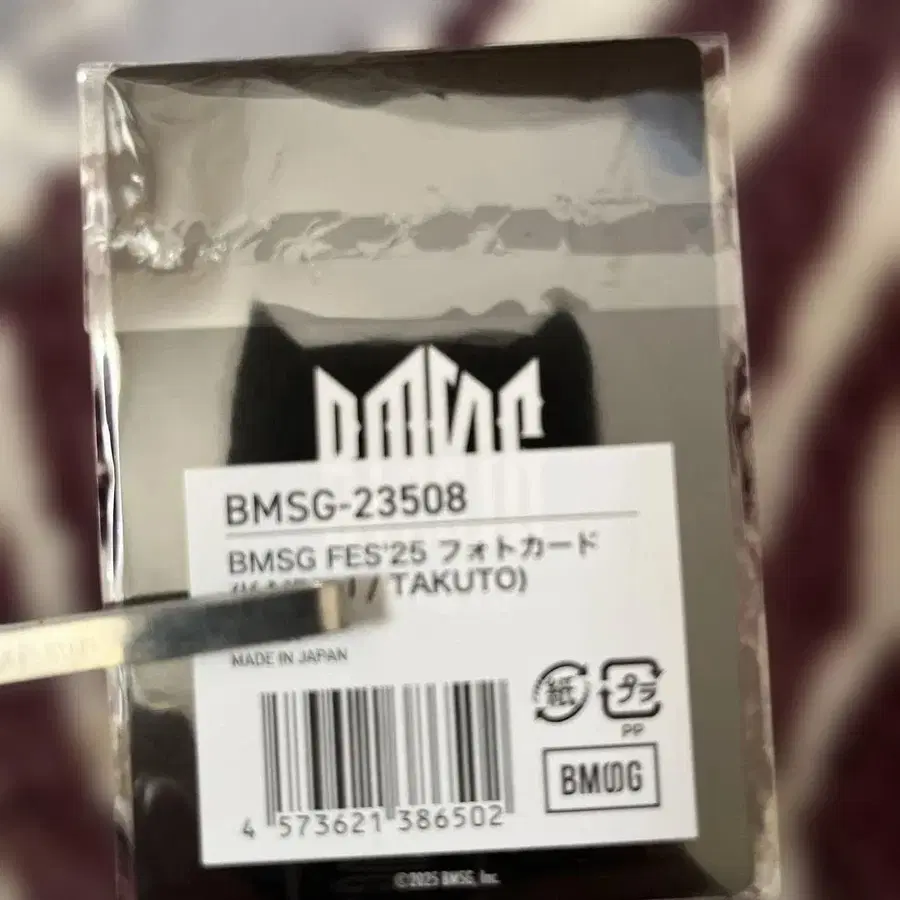 BMSG
BMSG-23508
BMSG FES'25 フォトカード
/ TAKUTO)
MADE IN JAPAN
紙 プラ
PP
BMSG
4 573621 386502
©2025 BMSG, Inc.